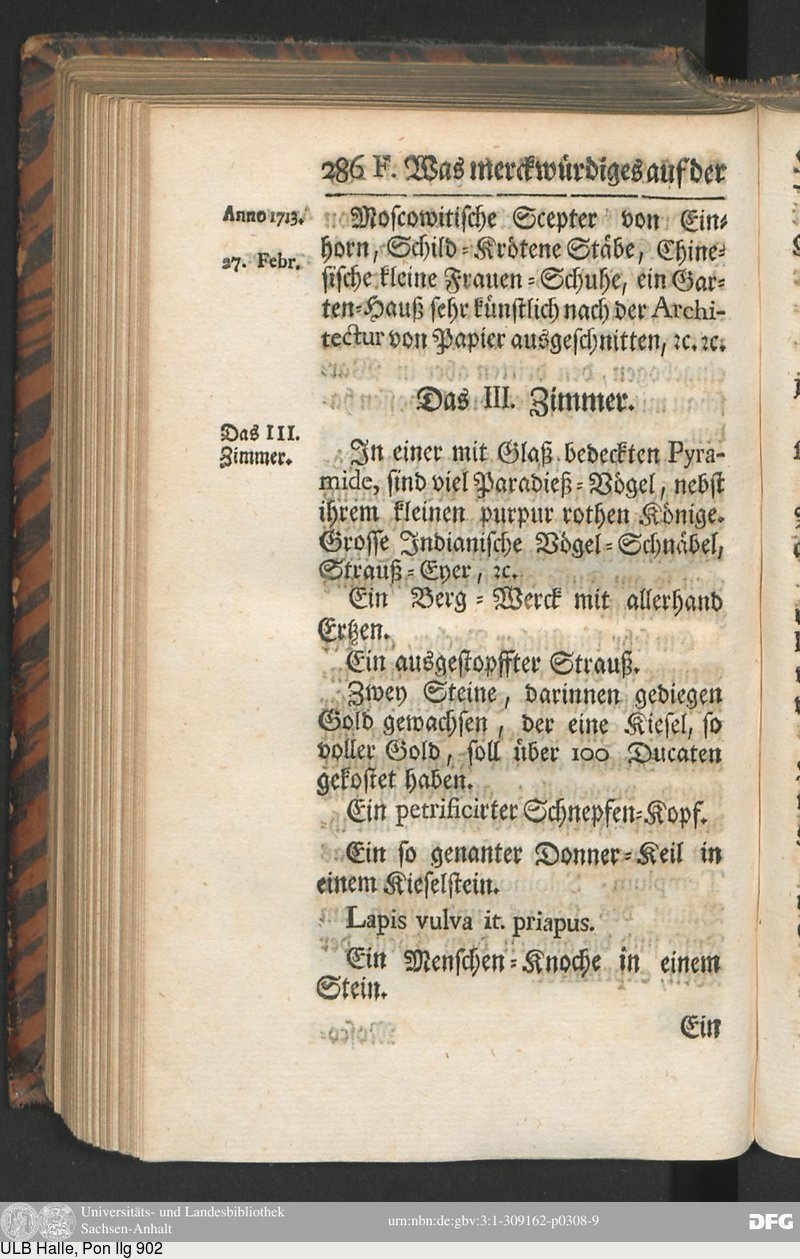 286 F. Was merckwürdiges auf der
Anno 1713.
27. Febr.
Moscowitische Scepter von Ein-
horn, Schild-Krötene Stäbe, Chine-
sische kleine Frauen-Schuhe, ein Gar-
ten-Hauß sehr künstlich nach der Archi-
tectur von Papier ausgeschnitten, ꝛc. ꝛc.
Das III. Zimmer.
Das III.
Zimmer.
In einer mit Glaß bedeckten Pyra-
mide, sind viel Paradieß-Vögel, nebst
ihrem kleinen purpur rothen Könige.
Grosse Indianische Vögel-Schnäbel,
Strauß-Eyer, ꝛc.
Ein Berg-Werck mit allerhand
Ertzen.
Ein ausgestopffter Strauß.
Zwey Steine, darinnen gediegen
Gold gewachsen, der eine Kiesel, so
voller Gold, soll über 100 Ducaten
gekostet haben.
Ein petrificirter Schnepfen-Kopf.
Ein so genanter Donner-Keil in
einem Kieselstein.
Lapis vulva it. priapus.
Ein Menschen-Knoche in einem
Stein.
Ein
Universitäts- und Landesbibliothek
Sachsen-Anhalt
urn:nbn:de:gbv:3:1-309162-p0308-9
DFG
ULB Halle, Pon IIg 902